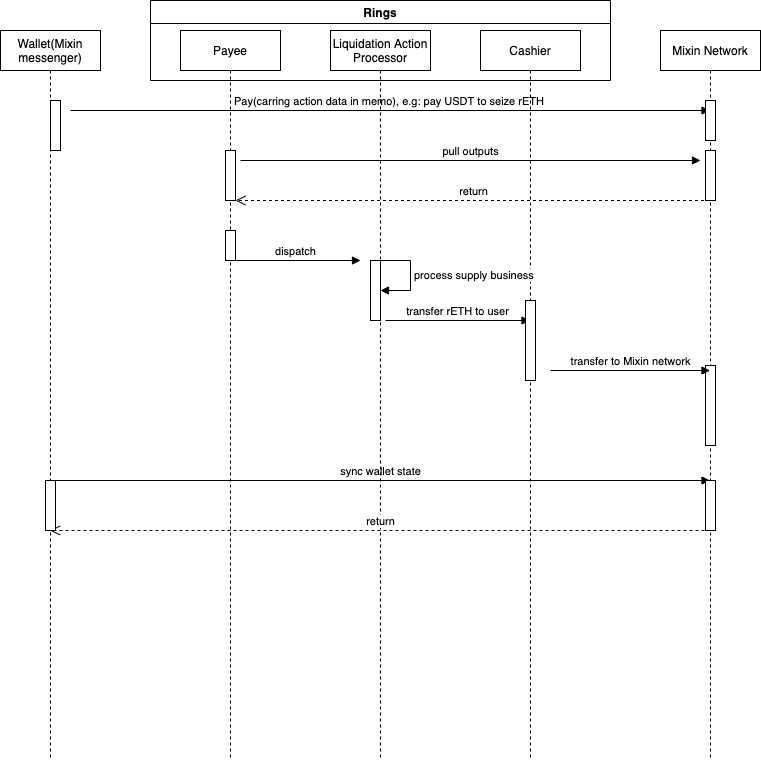 Rings
Wallet(Mixin
messenger)
Payee
Liquidation Action
Processor
Cashier
Mixin Network
Pay(carring action data in memo), e.g: pay USDT to seize rETH
pull outputs
return
dispatch
process supply business
transfer rETH to user
transfer to Mixin network
sync wallet state
return